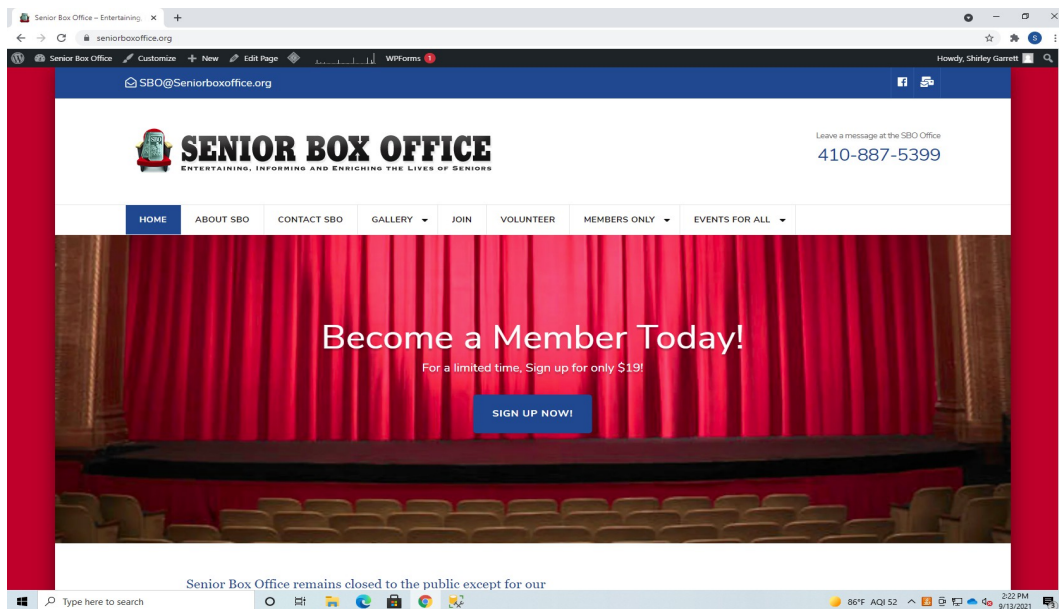 Senior Box Office – Entertaining,
seniorboxoffice.org
S
Senior Box Office Customize New Edit Page WPForms 1 Howdy, Shirley Garrett
SBO@Seniorboxoffice.org
SENIOR BOX OFFICE
ENTERTAINING, INFORMING AND ENRICHING THE LIVES OF SENIORS
Leave a message at the SBO Office
410-887-5399
HOME ABOUT SBO CONTACT SBO GALLERY JOIN VOLUNTEER MEMBERS ONLY EVENTS FOR ALL
Become a Member Today!
For a limited time, Sign up for only $19!
SIGN UP NOW!
Senior Box Office remains closed to the public except for our
Type here to search 86°F AQI 52 2:22 PM
9/13/2021